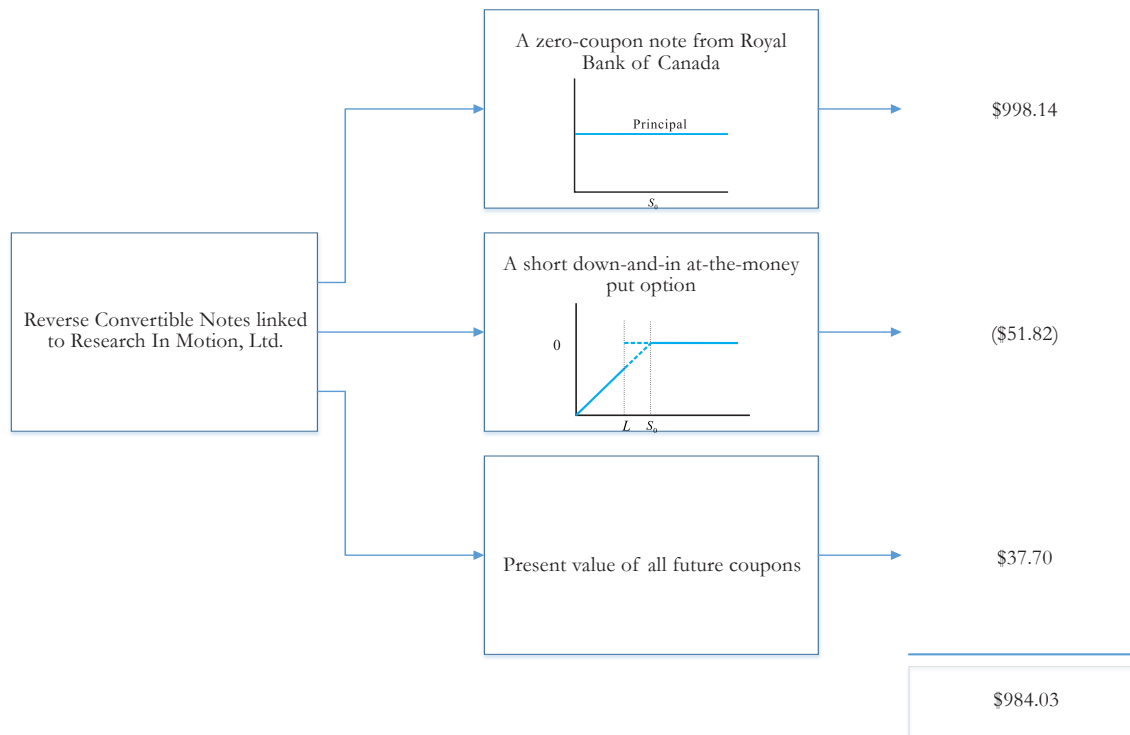 Reverse Convertible Notes linked
to Research In Motion, Ltd.
A zero-coupon note from Royal
Bank of Canada
Principal
S₀
$998.14
A short down-and-in at-the-money
put option
0
L
S₀
($51.82)
Present value of all future coupons
$37.70
$984.03